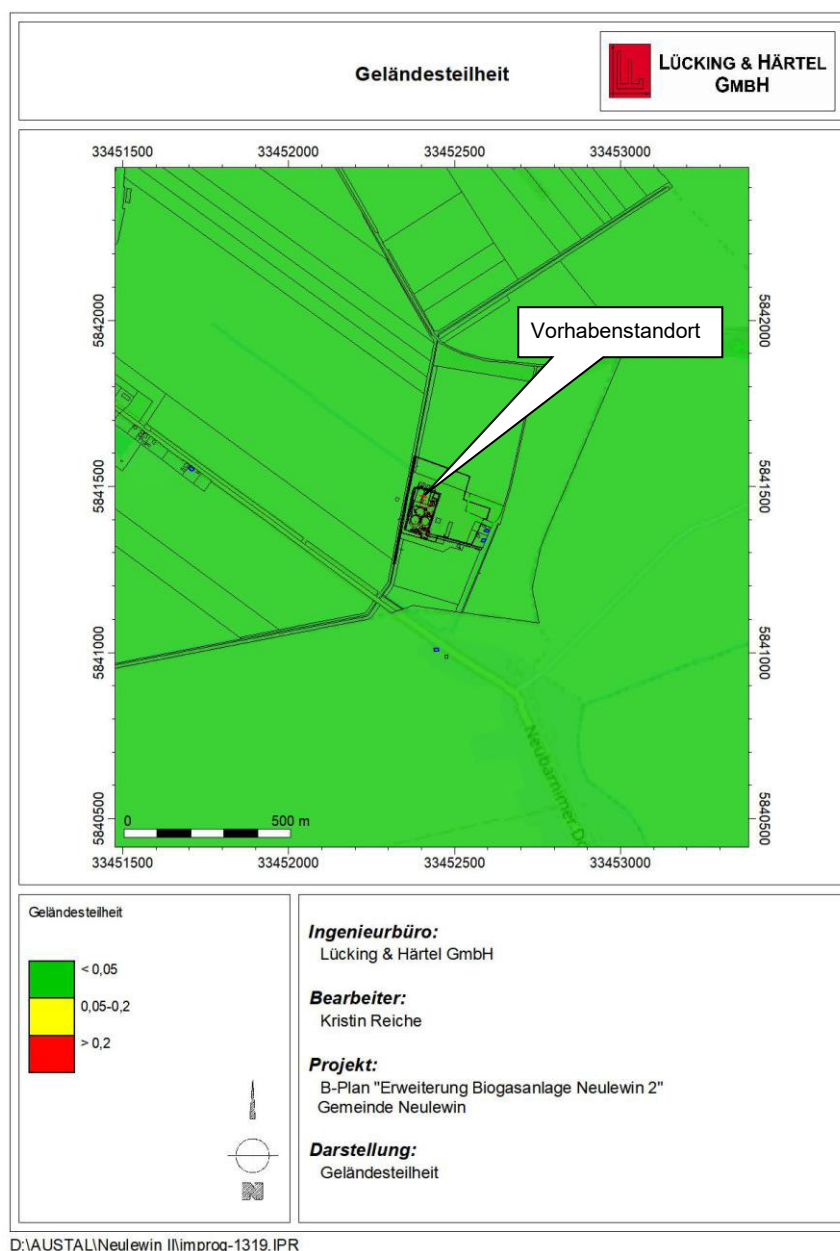 Geländesteilheit
LÜCKING & HÄRTEL
GMBH
33451500 33452000 33452500 33453000
5842000 5842000
Vorhabenstandort
5841500 5841500
5841000 5841000
Neubarnimer
5840500 5840500
0 500 m
33451500 33452000 33452500 33453000
Geländesteilheit
< 0,05
0,05-0,2
> 0,2
N
Ingenieurbüro:
Lücking & Härtel GmbH
Bearbeiter:
Kristin Reiche
Projekt:
B-Plan "Erweiterung Biogasanlage Neulewin 2"
Gemeinde Neulewin
Darstellung:
Geländesteilheit
D:\AUSTAL\Neulewin II\improg-1319.IPR